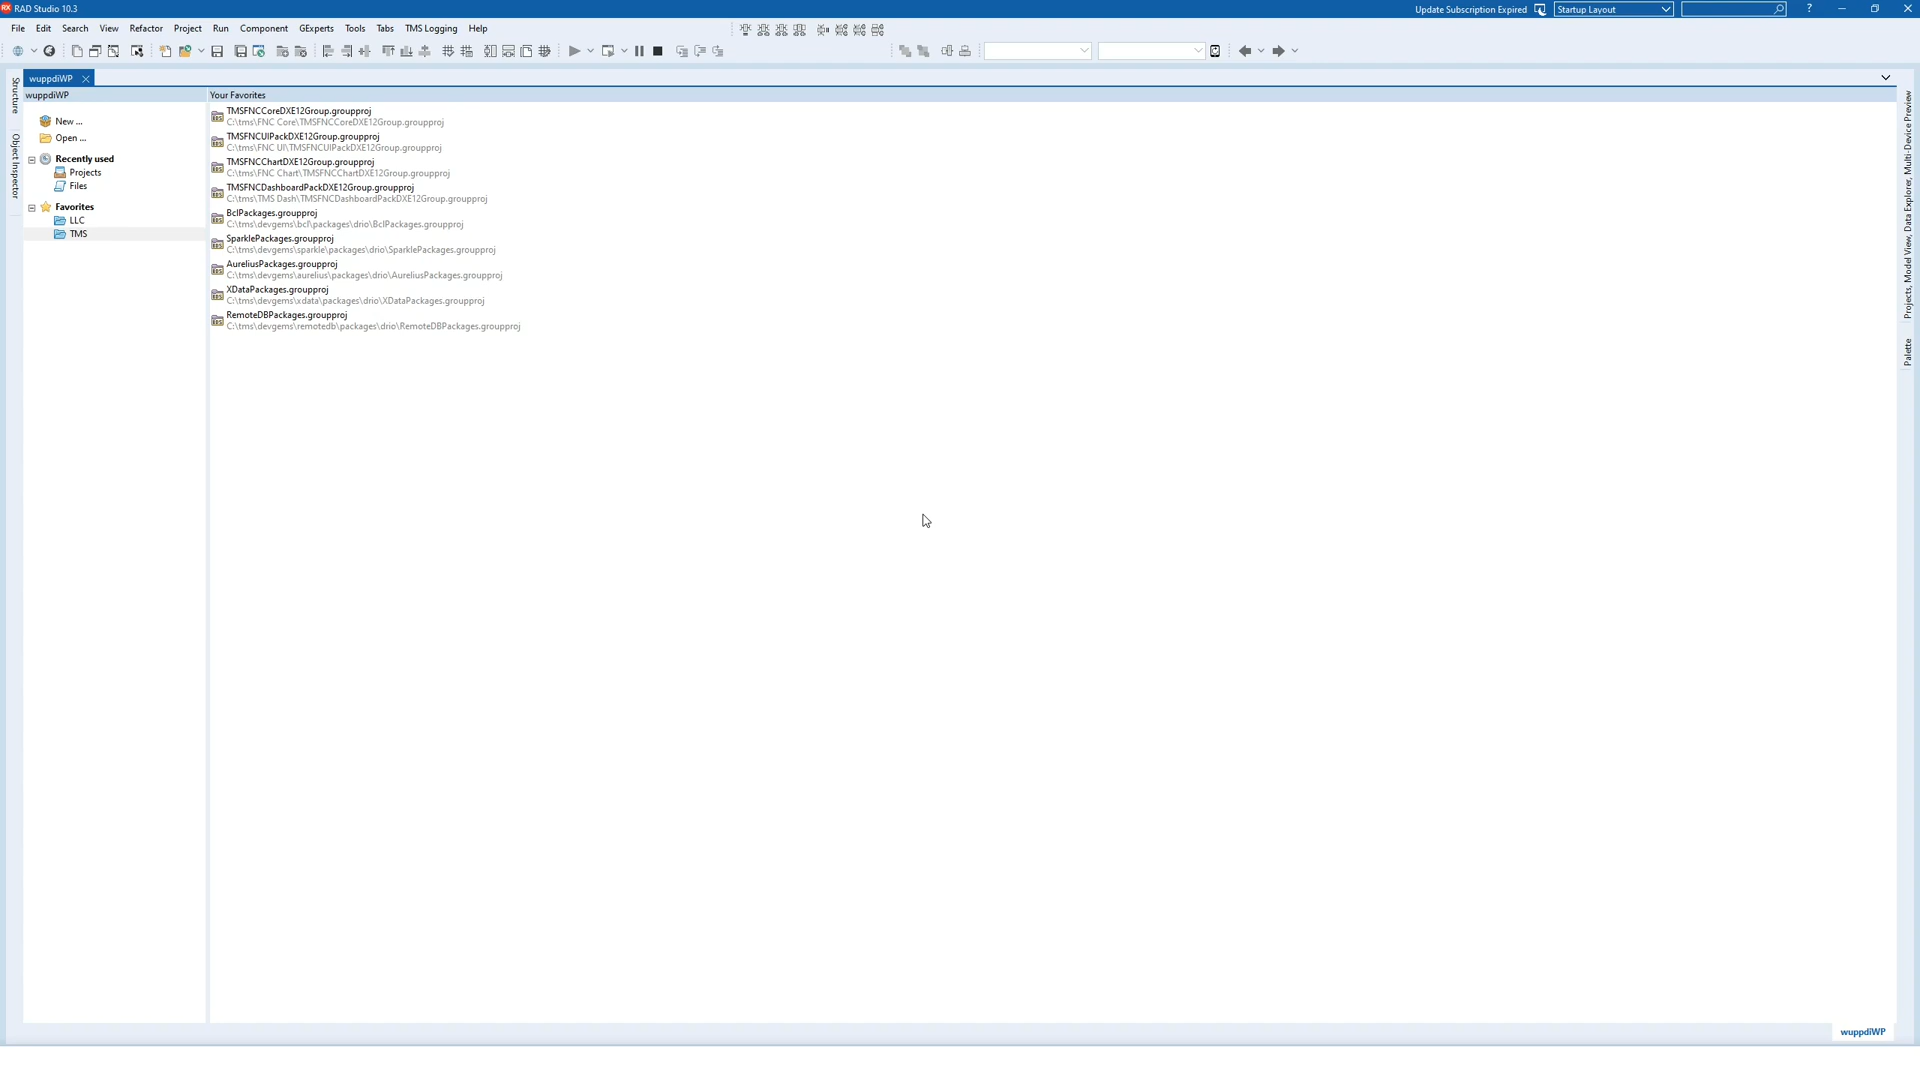 RX RAD Studio 10.3
Update Subscription Expired
Startup Layout
?
File Edit Search View Refactor Project Run Component GExperts Tools Tabs TMS Logging Help
wuppdiWP
wuppdiWP
Your Favorites
Structure
Object Inspector
New ...
Open ...
Recently used
Projects
Files
Favorites
LLC
TMS
TMSFNCCoreDXE12Group.groupproj
C:\tms\FNC Core\TMSFNCCoreDXE12Group.groupproj
TMSFNCUIPackDXE12Group.groupproj
C:\tms\FNC UI\TMSFNCUIPackDXE12Group.groupproj
TMSFNCChartDXE12Group.groupproj
C:\tms\FNC Chart\TMSFNCChartDXE12Group.groupproj
TMSFNCDashboardPackDXE12Group.groupproj
C:\tms\TMS Dash\TMSFNCDashboardPackDXE12Group.groupproj
BclPackages.groupproj
C:\tms\devgems\bcl\packages\drio\BclPackages.groupproj
SparklePackages.groupproj
C:\tms\devgems\sparkle\packages\drio\SparklePackages.groupproj
AureliusPackages.groupproj
C:\tms\devgems\aurelius\packages\drio\AureliusPackages.groupproj
XDataPackages.groupproj
C:\tms\devgems\xdata\packages\drio\XDataPackages.groupproj
RemoteDBPackages.groupproj
C:\tms\devgems\remotedb\packages\drio\RemoteDBPackages.groupproj
Projects, Model View, Data Explorer, Multi-Device Preview
Palette
wuppdiWP